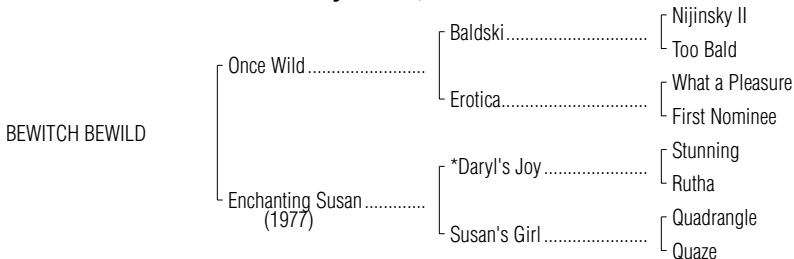 Nijinsky II
Baldski
Too Bald
Once Wild
What a Pleasure
Erotica
First Nominee
BEWITCH BEWILD
Stunning
*Daryl's Joy
Rutha
Enchanting Susan
(1977)
Quadrangle
Susan's Girl
Quaze